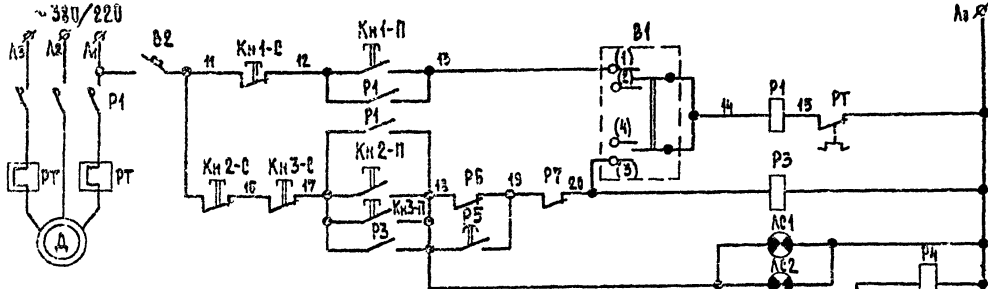 ~380/220
Л3 Л2 Л1 В2 Л3
Кн1-С Кн1-П В1
11 12 13 (1)
(2)
Р1 Р1 14 Р1 15 РТ
Р1
(4)
Кн2-С Кн3-С Кн2-П (3)
РТ РТ 16 17 13 Р6 19 Р7 20 Р3
Кн3-П Р5
Д Р3 ЛС1
ЛС2 Р4